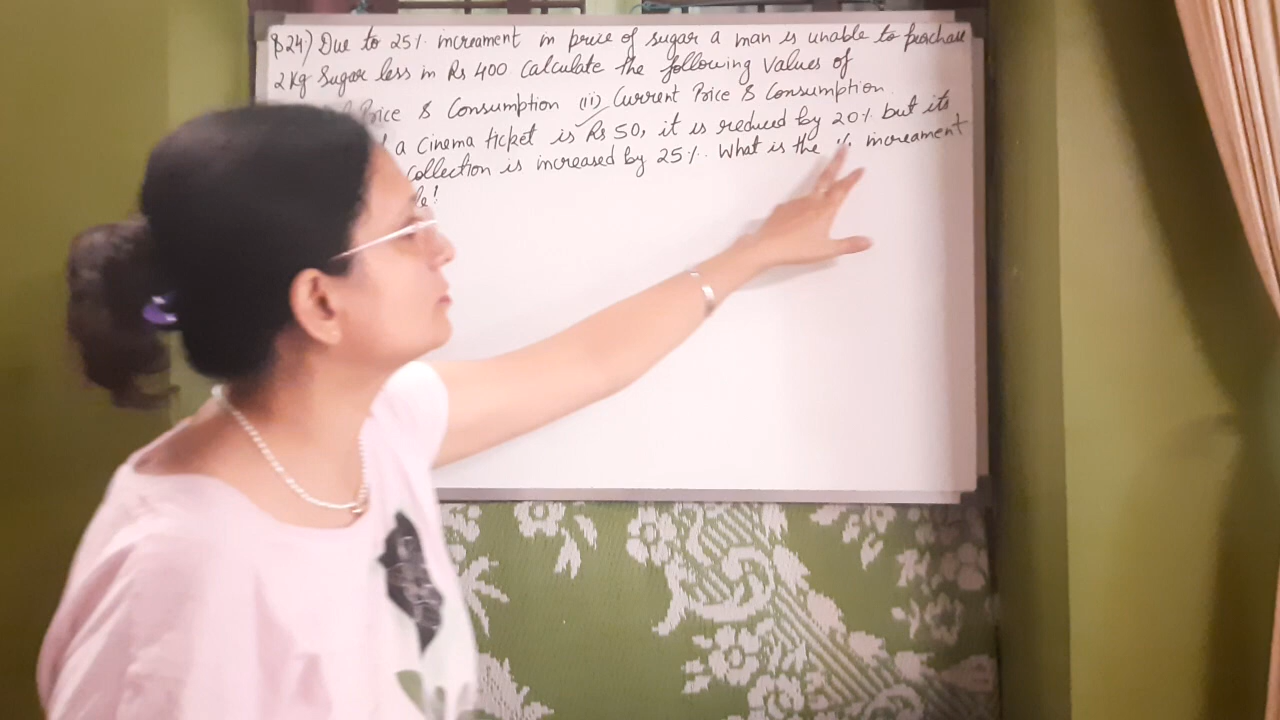 Q24.) Due to 25% increament in price of sugar a man is unable to purchase
2 Kg Sugar less in Rs 400 Calculate the following Values of
Price & Consumption (ii) Current Price & Consumption.
a cinema ticket is Rs 50, it is reduced by 20% but its
collection is increased by 25%. What is the % increament